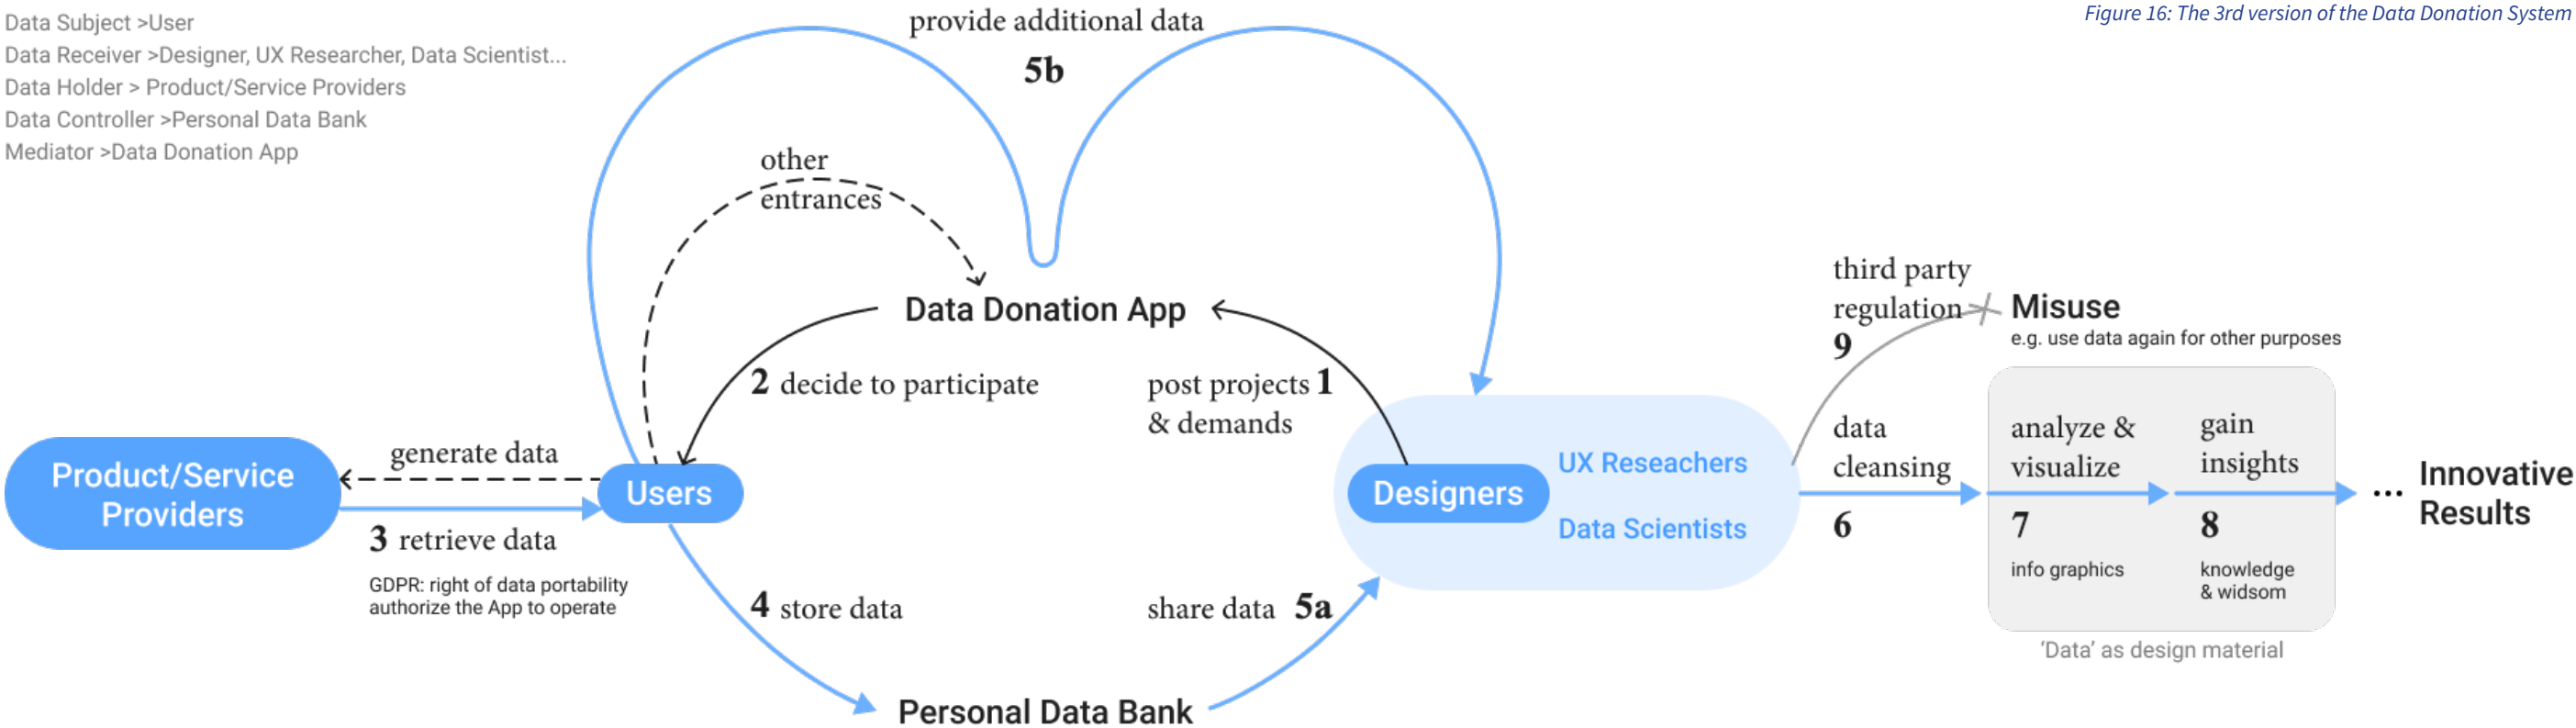 Figure 16: The 3rd version of the Data Donation System
Data Subject >User
Data Receiver >Designer, UX Researcher, Data Scientist...
Data Holder > Product/Service Providers
Data Controller >Personal Data Bank
Mediator >Data Donation App
provide additional data
5b
other
entrances
Data Donation App
2 decide to participate
post projects 1
& demands
generate data
Product/Service
Providers
3 retrieve data
GDPR: right of data portability
authorize the App to operate
Users
4 store data
share data 5a
Personal Data Bank
Designers
UX Reseachers
Data Scientists
third party
regulation
9
Misuse
e.g. use data again for other purposes
data
cleansing
6
analyze &
visualize
7
info graphics
gain
insights
8
knowledge
& widsom
'Data' as design material
... Innovative
Results